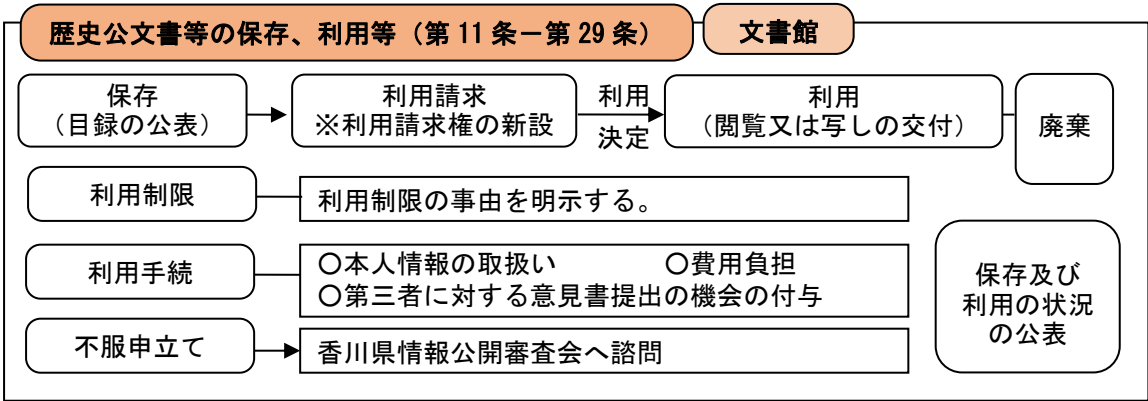 歴史公文書等の保存、利用等(第11条－第29条)
文書館
保存
(目録の公表)
利用請求
※利用請求権の新設
利用
決定
利用
(閲覧又は写しの交付)
廃棄
利用制限
利用制限の事由を明示する。
利用手続
〇本人情報の取扱い 〇費用負担
〇第三者に対する意見書提出の機会の付与
保存及び
利用の状況
の公表
不服申立て
香川県情報公開審査会へ諮問